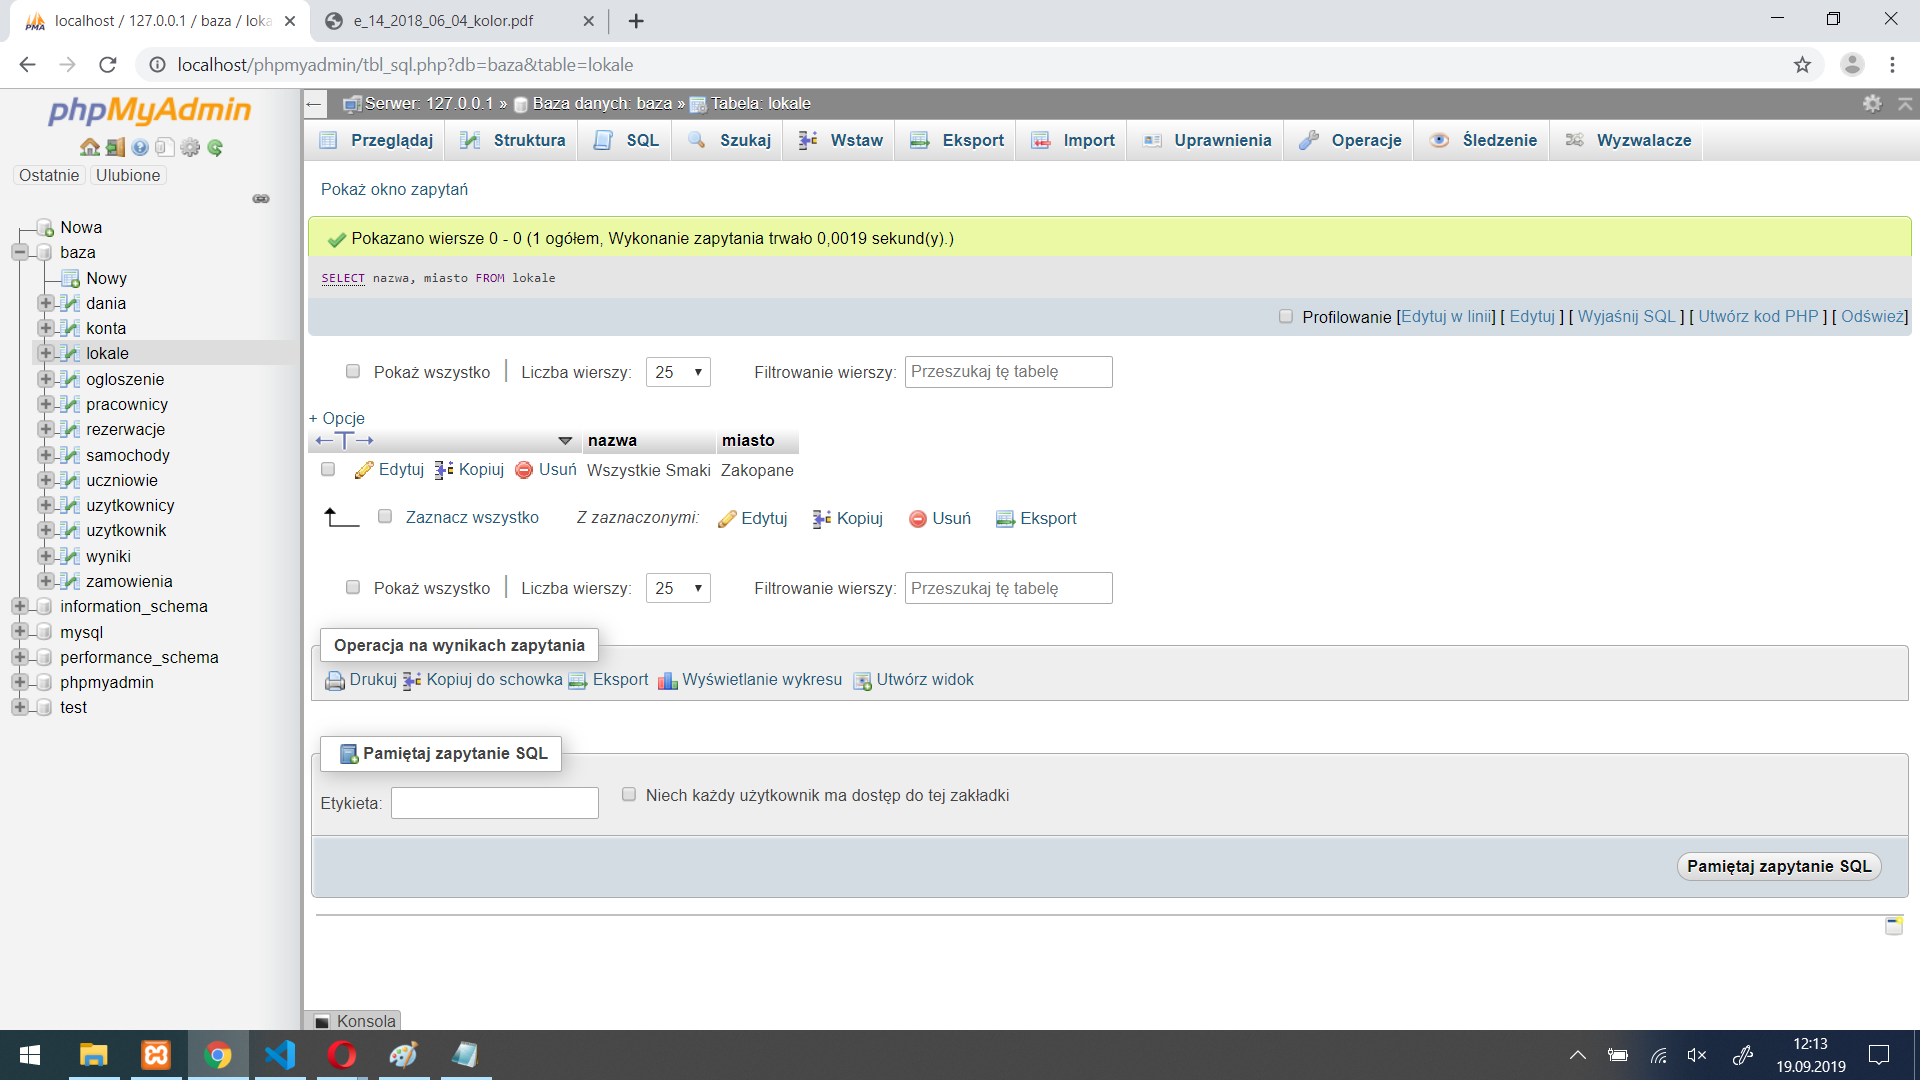 localhost / 127.0.0.1 / baza / loka
e_14_2018_06_04_kolor.pdf
localhost/phpmyadmin/tbl_sql.php?db=baza&table=lokale
phpMyAdmin
Ostatnie
Ulubione
Nowa
baza
Nowy
dania
konta
lokale
ogloszenie
pracownicy
rezerwacje
samochody
uczniowie
uzytkownicy
uzytkownik
wyniki
zamowienia
information_schema
mysql
performance_schema
phpmyadmin
test
Serwer: 127.0.0.1 » Baza danych: baza » Tabela: lokale
Przeglądaj Struktura SQL Szukaj Wstaw Eksport Import Uprawnienia Operacje Śledzenie Wyzwalacze
Pokaż okno zapytań
Pokazano wiersze 0 - 0 (1 ogółem, Wykonanie zapytania trwało 0,0019 sekund(y).)
SELECT nazwa, miasto FROM lokale
Profilowanie [Edytuj w linii] [ Edytuj ] [ Wyjaśnij SQL ] [ Utwórz kod PHP ] [ Odśwież]
Pokaż wszystko | Liczba wierszy: 25 Filtrowanie wierszy: Przeszukaj tę tabelę
+ Opcje
←T→ nazwa miasto
Edytuj Kopiuj Usuń Wszystkie Smaki Zakopane
Zaznacz wszystko Z zaznaczonymi: Edytuj Kopiuj Usuń Eksport
Pokaż wszystko | Liczba wierszy: 25 Filtrowanie wierszy: Przeszukaj tę tabelę
Operacja na wynikach zapytania
Drukuj Kopiuj do schowka Eksport Wyświetlanie wykresu Utwórz widok
Pamiętaj zapytanie SQL
Etykieta: Niech każdy użytkownik ma dostęp do tej zakładki
Pamiętaj zapytanie SQL
Konsola
12:13
19.09.2019